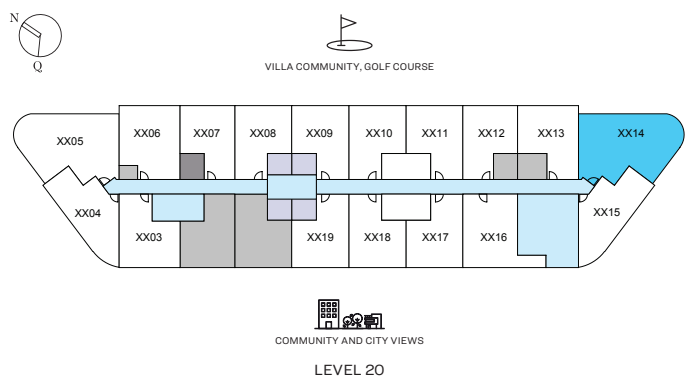 N
Q
VILLA COMMUNITY, GOLF COURSE
XX05 XX06 XX07 XX08 XX09 XX10 XX11 XX12 XX13 XX14
XX04 XX03 XX19 XX18 XX17 XX16 XX15
COMMUNITY AND CITY VIEWS
LEVEL 20